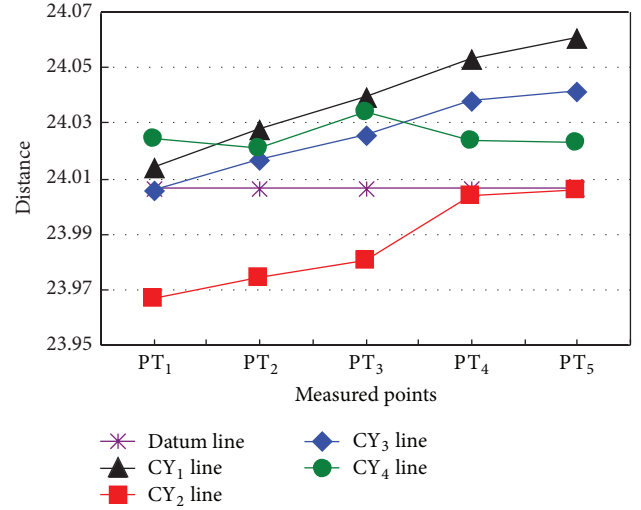 24.07
24.05
24.03
24.01
23.99
23.97
23.95
Distance
PT₁ PT₂ PT₃ PT₄ PT₅
Measured points
Datum line
CY₁ line
CY₂ line
CY₃ line
CY₄ line